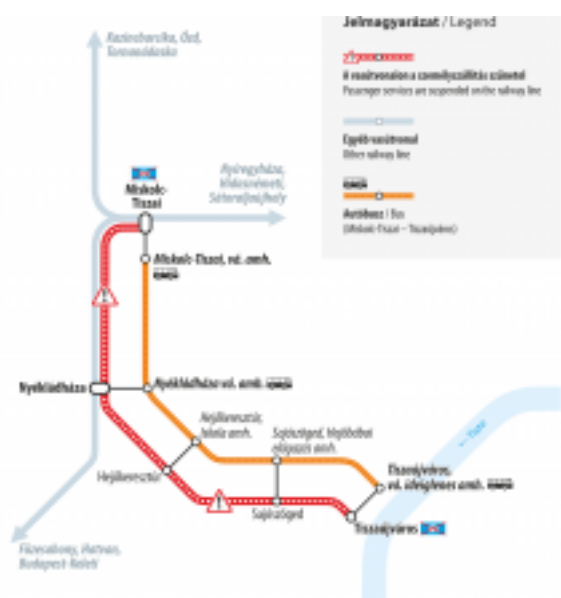 Jelmagyarázat / Legend
A vasútvonalon a személyszállítás szünetel
Passenger services are suspended on the railway line
Egyéb vasútvonal
Other railway line
Autóbusz / Bus
(Miskolc-Tiszai – Tiszaújváros)
Kazincbarcika, Ózd,
Tornanádaska
Nyíregyháza,
Hidasnémeti,
Sátoraljaújhely
Miskolc-
Tiszai
Miskolc-Tiszai, vá. amh.
Nyékládháza
Nyékládháza vá. amh.
Hejőkeresztúr,
iskola amh.
Sajószöged, Hejőbábai
elágazás amh.
Hejőkeresztúr
Sajószöged
Tiszaújváros,
vá. ideiglenes amh.
Tiszaújváros
← Tisza
Füzesabony, Hatvan,
Budapest-Keleti